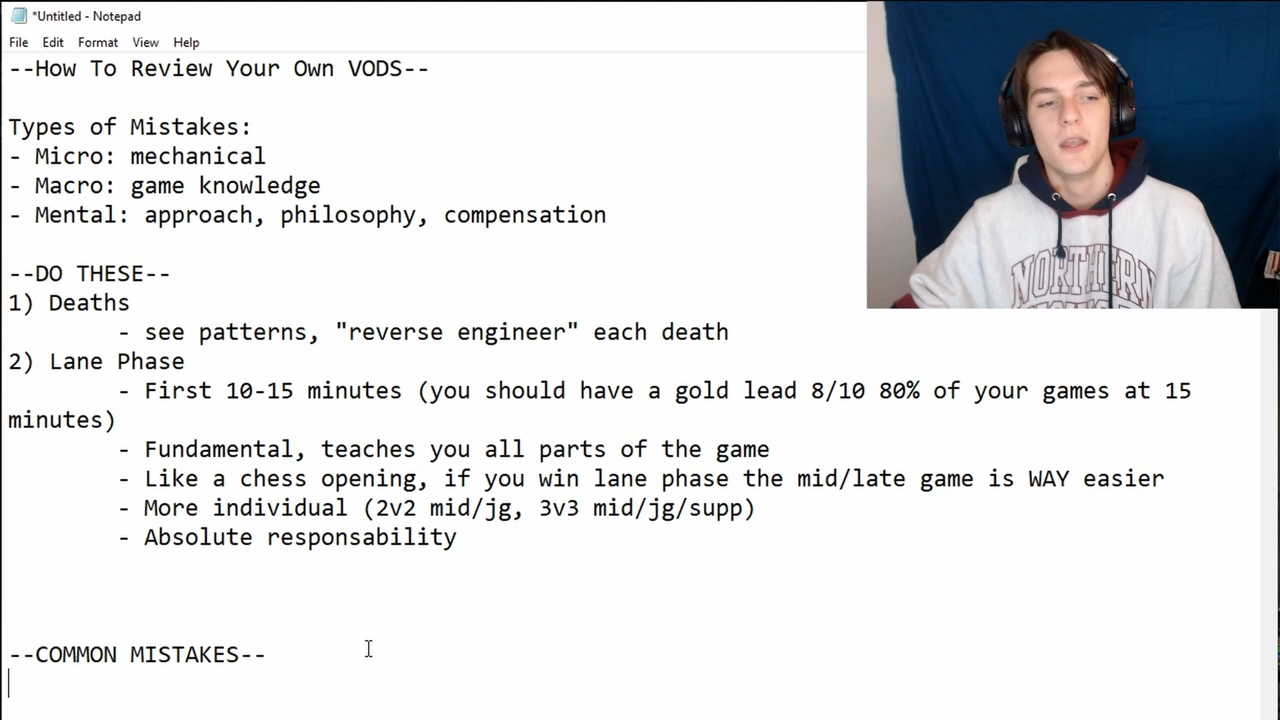 *Untitled - Notepad
File Edit Format View Help
--How To Review Your Own VODS--
Types of Mistakes:
- Micro: mechanical
- Macro: game knowledge
- Mental: approach, philosophy, compensation
--DO THESE--
1) Deaths
- see patterns, "reverse engineer" each death
2) Lane Phase
- First 10-15 minutes (you should have a gold lead 8/10 80% of your games at 15
minutes)
- Fundamental, teaches you all parts of the game
- Like a chess opening, if you win lane phase the mid/late game is WAY easier
- More individual (2v2 mid/jg, 3v3 mid/jg/supp)
- Absolute responsability
--COMMON MISTAKES--
NORTHERN